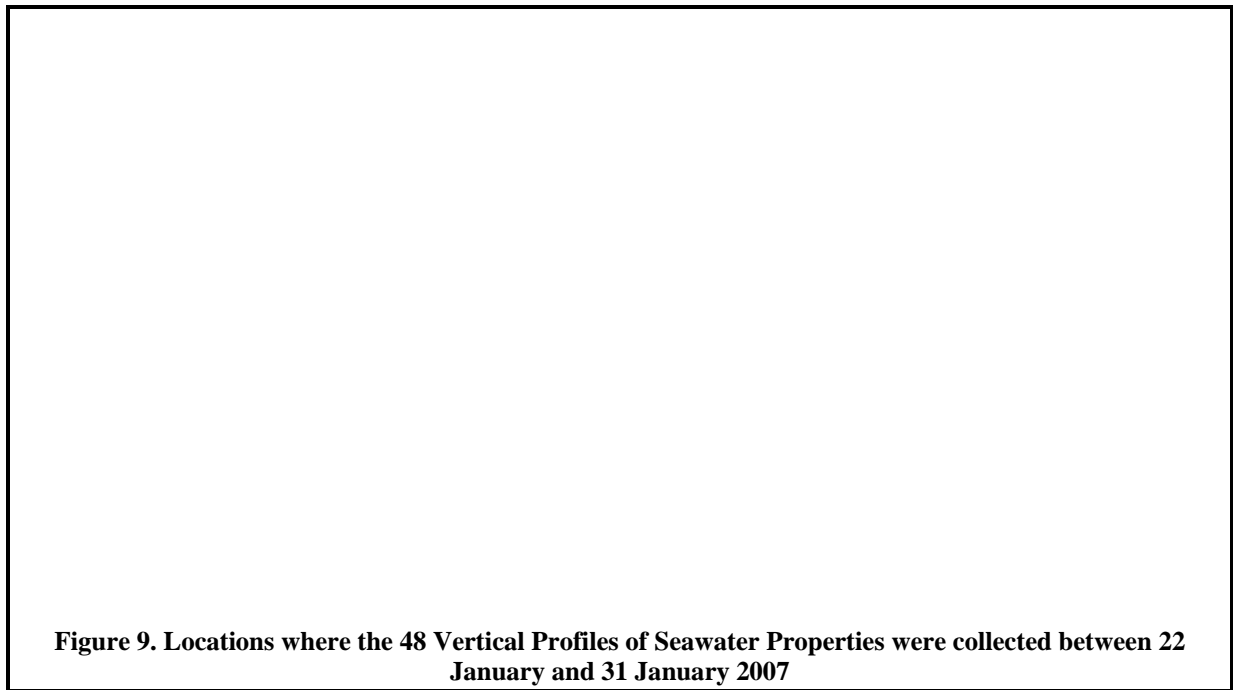 Figure 9. Locations where the 48 Vertical Profiles of Seawater Properties were collected between 22
January and 31 January 2007